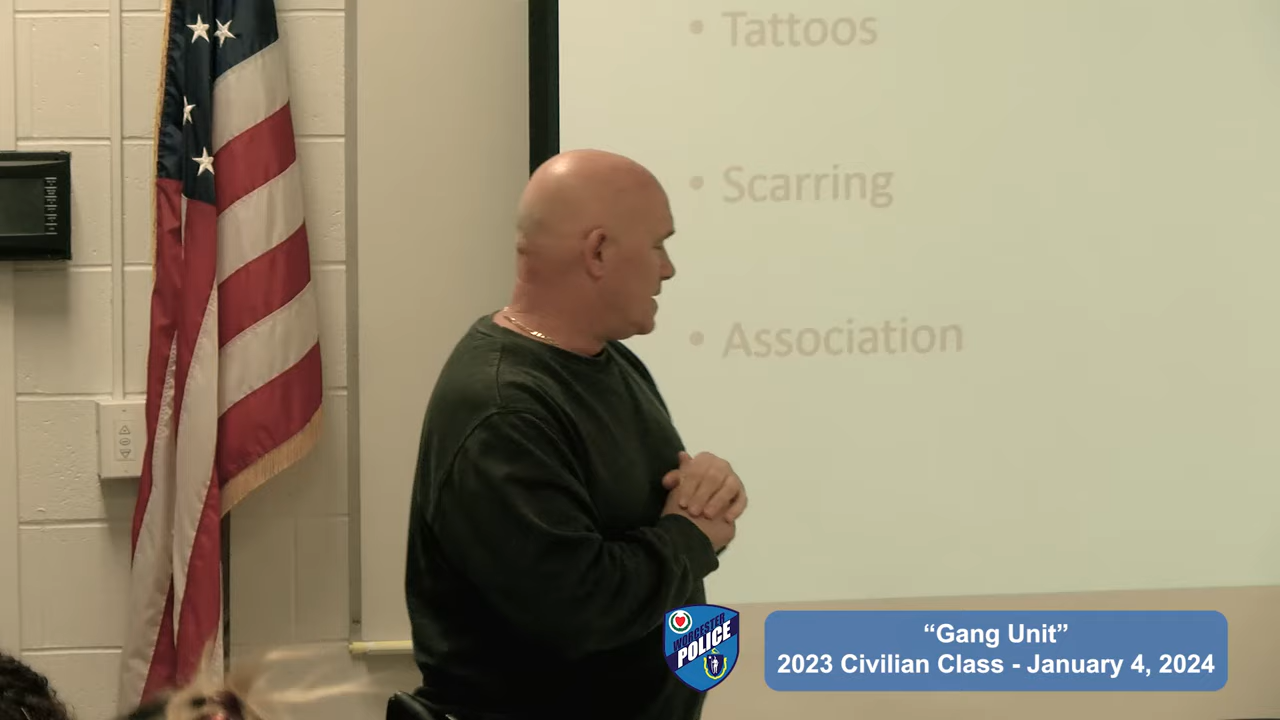 • Tattoos
• Scarring
• Association
WORCESTER
POLICE
“Gang Unit”
2023 Civilian Class - January 4, 2024